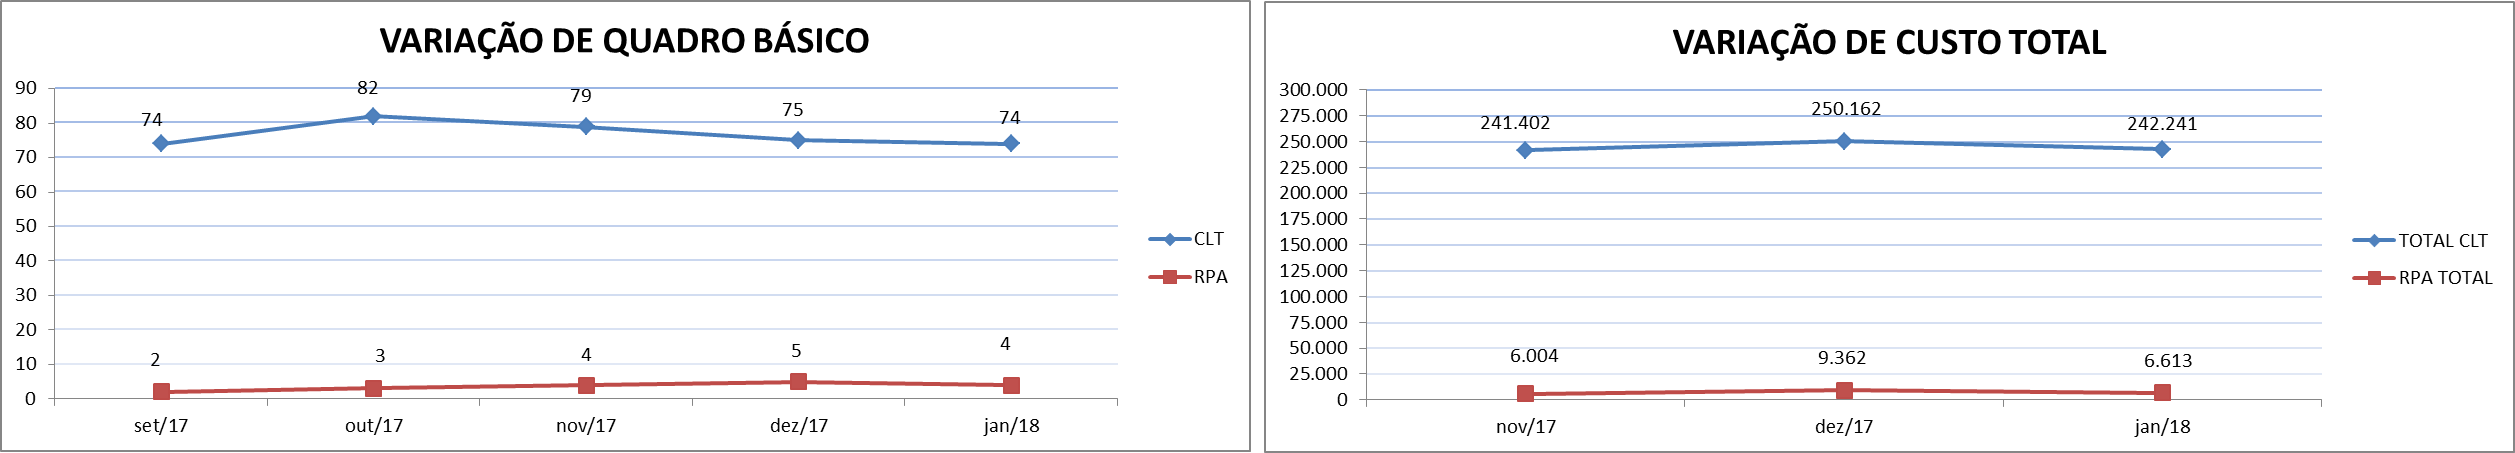 VARIAÇÃO DE QUADRO BÁSICO
90
80
70
60
50
40
30
20
10
0
74
82
79
75
74
2
3
4
5
4
set/17
out/17
nov/17
dez/17
jan/18
CLT
RPA
VARIAÇÃO DE CUSTO TOTAL
300.000
275.000
250.000
225.000
200.000
175.000
150.000
125.000
100.000
75.000
50.000
25.000
0
241.402
250.162
242.241
6.004
9.362
6.613
nov/17
dez/17
jan/18
TOTAL CLT
RPA TOTAL